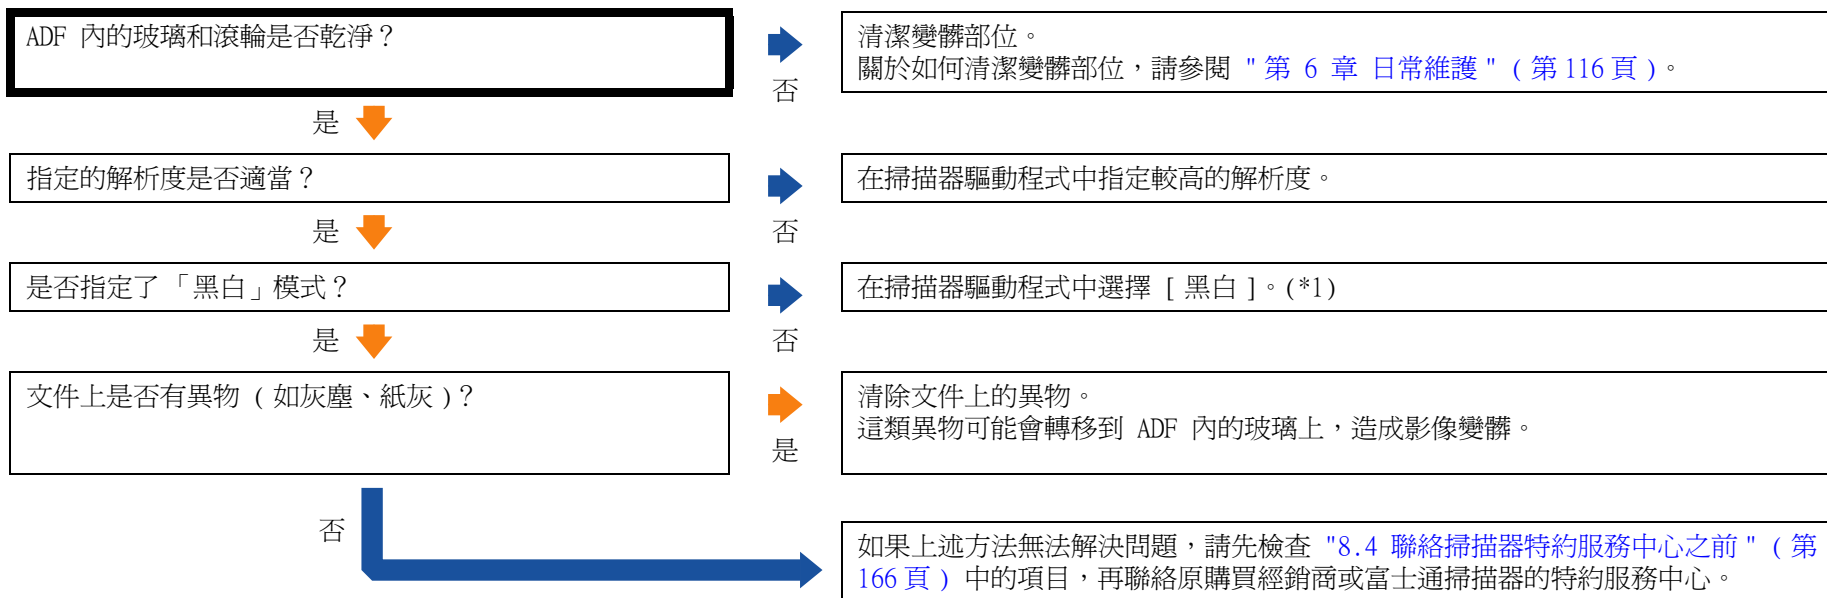 ADF 內的玻璃和滾輪是否乾淨？
否
清潔變髒部位。
關於如何清潔變髒部位，請參閱 "第 6 章 日常維護" (第 116 頁)。
是
指定的解析度是否適當？
否
在掃描器驅動程式中指定較高的解析度。
是
是否指定了「黑白」模式？
否
在掃描器驅動程式中選擇 [黑白]。(*1)
是
文件上是否有異物 (如灰塵、紙灰)？
是
清除文件上的異物。
這類異物可能會轉移到 ADF 內的玻璃上，造成影像變髒。
否
如果上述方法無法解決問題，請先檢查 "8.4 聯絡掃描器特約服務中心之前" (第
166 頁) 中的項目，再聯絡原購買經銷商或富士通掃描器的特約服務中心。